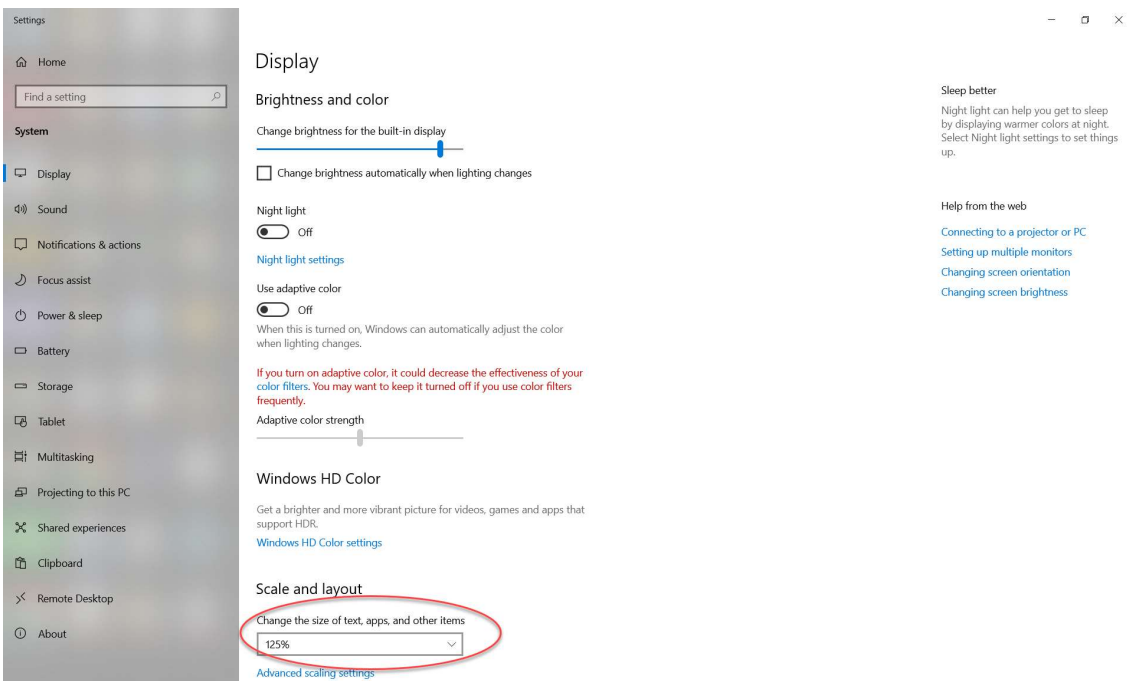 Settings
Home
Find a setting
System
Display
Sound
Notifications & actions
Focus assist
Power & sleep
Battery
Storage
Tablet
Multitasking
Projecting to this PC
Shared experiences
Clipboard
Remote Desktop
About
Display
Brightness and color
Change brightness for the built-in display
Change brightness automatically when lighting changes
Night light
Off
Night light settings
Use adaptive color
Off
When this is turned on, Windows can automatically adjust the color
when lighting changes.
If you turn on adaptive color, it could decrease the effectiveness of your
color filters. You may want to keep it turned off if you use color filters
frequently.
Adaptive color strength
Windows HD Color
Get a brighter and more vibrant picture for videos, games and apps that
support HDR.
Windows HD Color settings
Scale and layout
Change the size of text, apps, and other items
125%
Advanced scaling settings
Sleep better
Night light can help you get to sleep
by displaying warmer colors at night.
Select Night light settings to set things
up.
Help from the web
Connecting to a projector or PC
Setting up multiple monitors
Changing screen orientation
Changing screen brightness